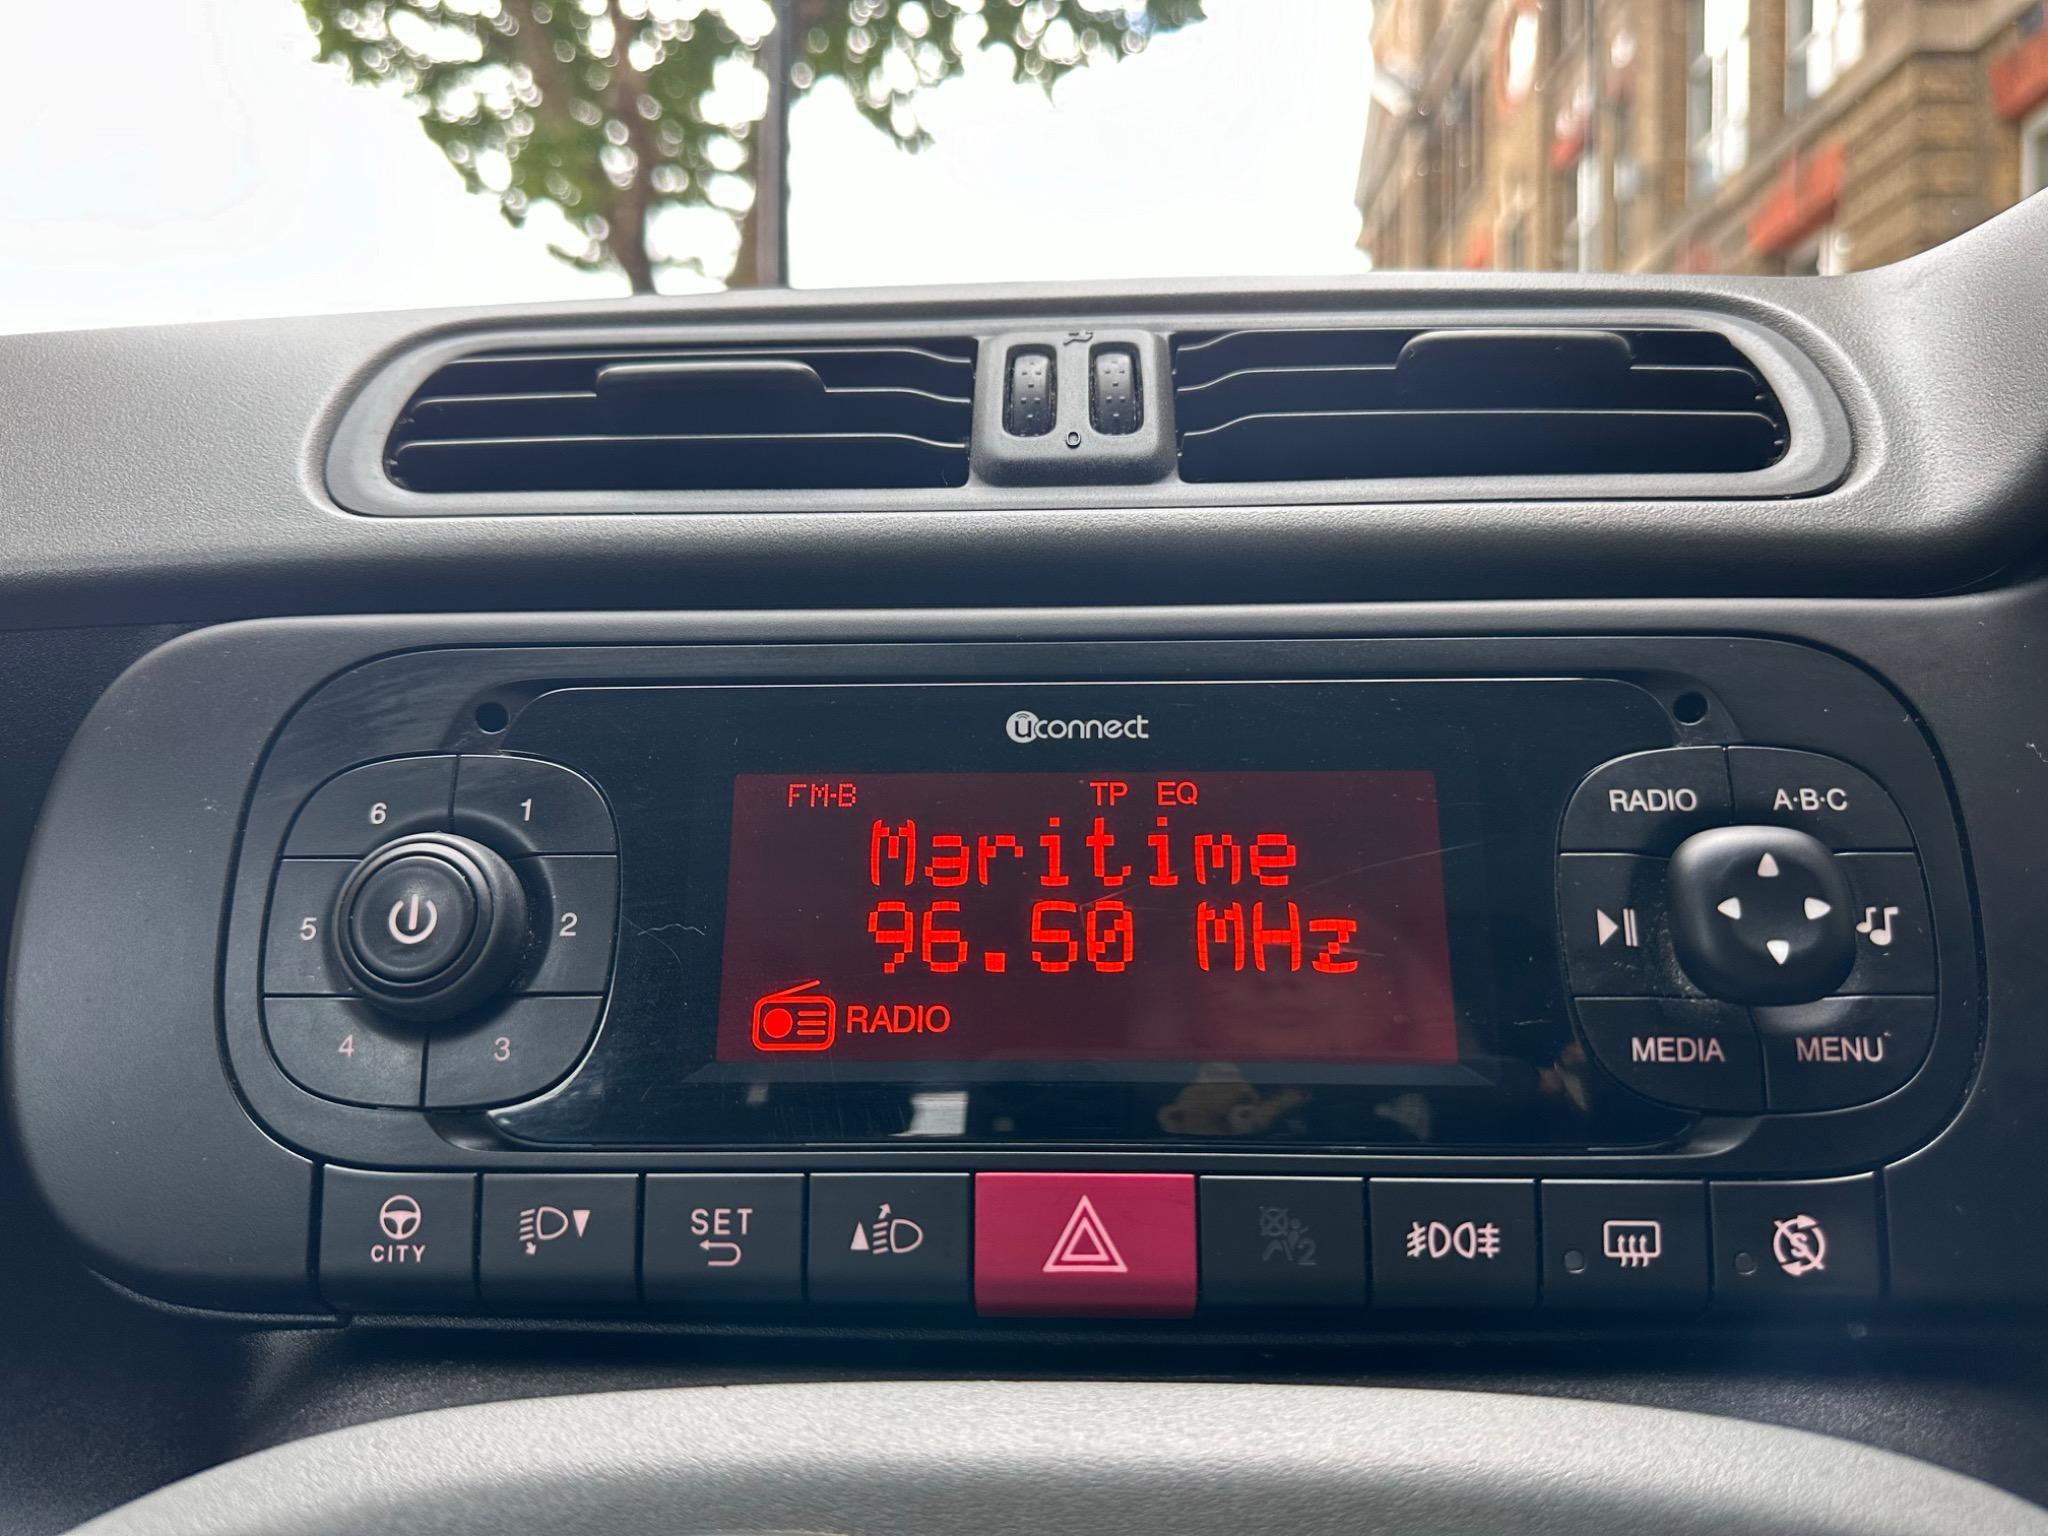 uconnect
FM-B TP EQ
Maritime
96.50 MHz
RADIO
6 1
5 2
4 3
RADIO A·B·C
MEDIA MENU
CITY
SET
2